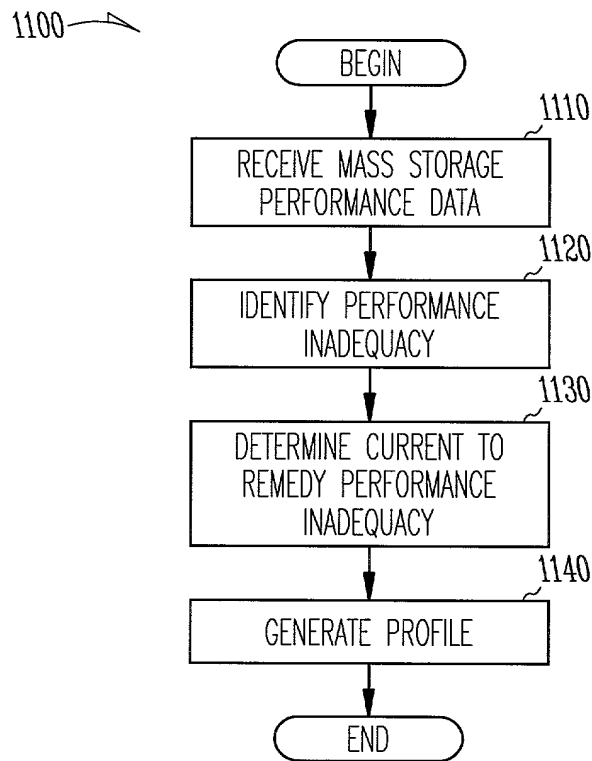 1100
BEGIN
1110
RECEIVE MASS STORAGE
PERFORMANCE DATA
1120
IDENTIFY PERFORMANCE
INADEQUACY
1130
DETERMINE CURRENT TO
REMEDY PERFORMANCE
INADEQUACY
1140
GENERATE PROFILE
END